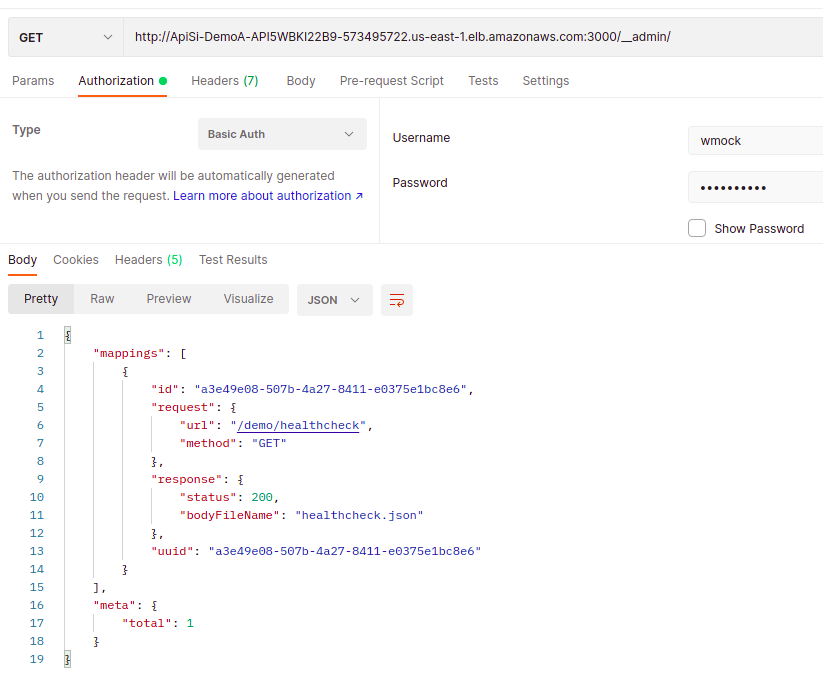 GET http://ApiSi-DemoA-API5WBKI22B9-573495722.us-east-1.elb.amazonaws.com:3000/__admin/
Params Authorization Headers (7) Body Pre-request Script Tests Settings
Type Basic Auth
The authorization header will be automatically generated
when you send the request. Learn more about authorization ↗
Username wmock
Password ••••••••••
Show Password
Body Cookies Headers (5) Test Results
Pretty Raw Preview Visualize JSON
1 {
2 "mappings": [
3 {
4 "id": "a3e49e08-507b-4a27-8411-e0375e1bc8e6",
5 "request": {
6 "url": "/demo/healthcheck",
7 "method": "GET"
8 },
9 "response": {
10 "status": 200,
11 "bodyFileName": "healthcheck.json"
12 },
13 "uuid": "a3e49e08-507b-4a27-8411-e0375e1bc8e6"
14 }
15 ],
16 "meta": {
17 "total": 1
18 }
19 }